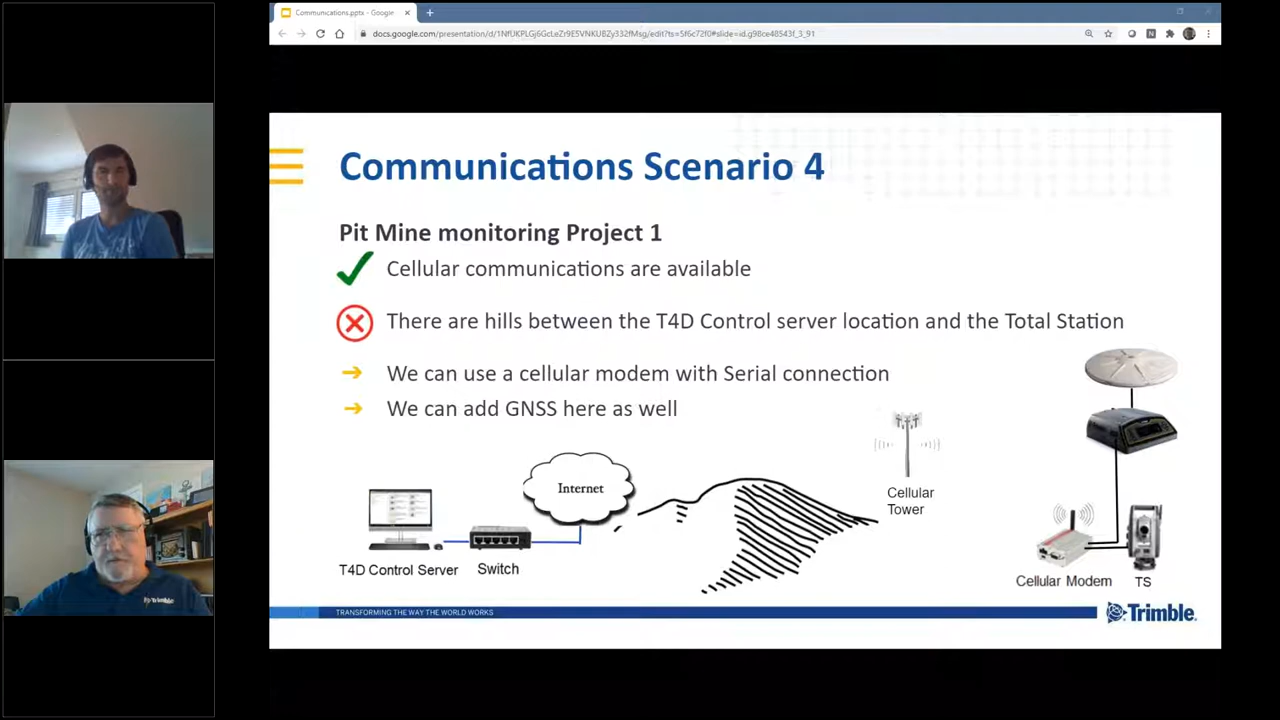 Communications.pptx - Google
docs.google.com/presentation/d/1NfUKPLGj6GcLeZr9E5VNKUBZy332fMsg/edit?ts=5f6c72f0#slide=id.g98ce48543f_3_91
Communications Scenario 4
Pit Mine monitoring Project 1
Cellular communications are available
There are hills between the T4D Control server location and the Total Station
We can use a cellular modem with Serial connection
We can add GNSS here as well
Internet
Cellular
Tower
T4D Control Server
Switch
Cellular Modem
TS
TRANSFORMING THE WAY THE WORLD WORKS
Trimble
Trimble